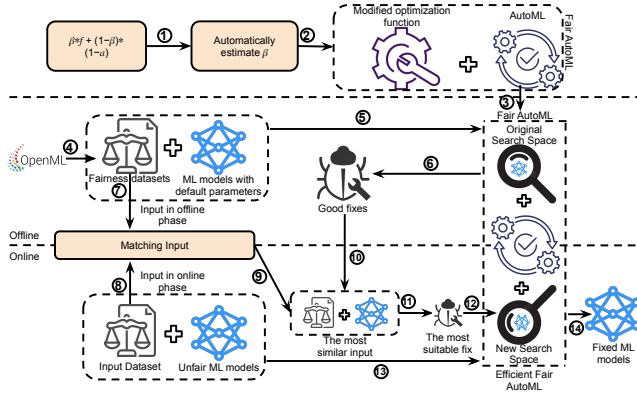 β*f + (1−β)*
(1−a)
①
Automatically
estimate β
②
Modified optimization
function
AutoML
Fair AutoML
③
Fair AutoML
Original
Search Space
④
OpenML
Fairness datasets
ML models with
default parameters
⑤
⑥
Good fixes
⑦
Input in offline
phase
Offline
Online
Matching Input
⑧
Input in online
phase
⑨
⑩
Input Dataset
Unfair ML models
The most
similar input
⑪
The most
suitable fix
⑫
⑬
New Search
Space
Efficient Fair
AutoML
⑭
Fixed ML
models